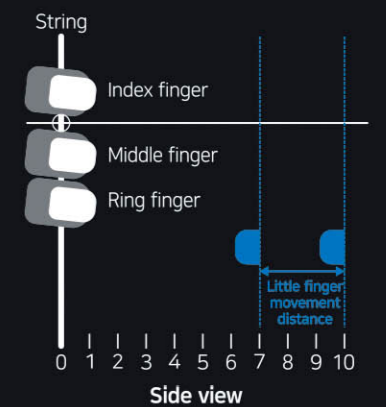 String
Index finger
Middle finger
Ring finger
Little finger
movement
distance
0 1 2 3 4 5 6 7 8 9 10
Side view